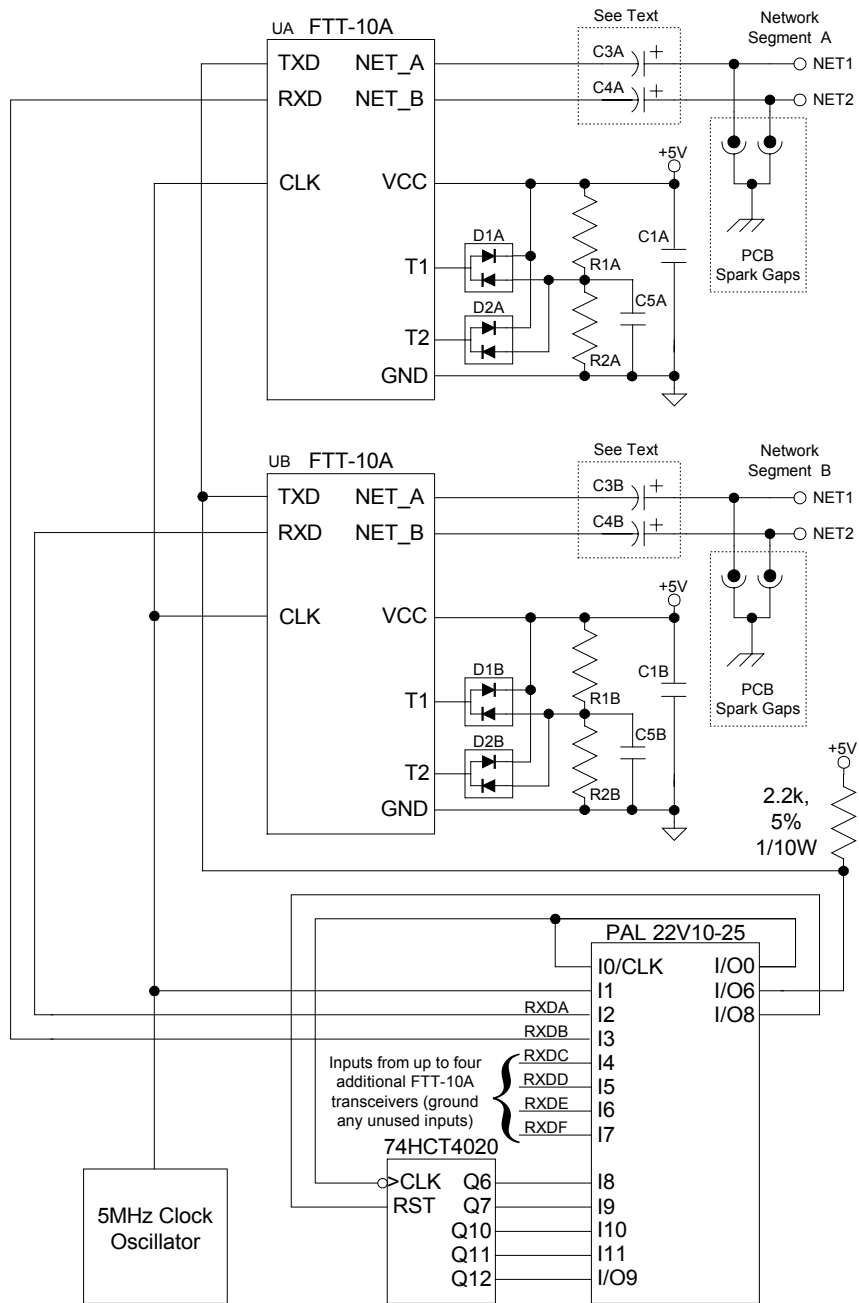 UA FTT-10A
See Text
Network
Segment A
TXD NET_A
C3A
+
NET1
RXD NET_B
C4A
+
NET2
+5V
CLK VCC
D1A
C1A
T1
R1A
PCB
Spark Gaps
D2A
C5A
T2
R2A
GND
UB FTT-10A
See Text
Network
Segment B
TXD NET_A
C3B
+
NET1
RXD NET_B
C4B
+
NET2
+5V
CLK VCC
D1B
C1B
T1
R1B
PCB
Spark Gaps
D2B
C5B
T2
R2B
GND
+5V
2.2k,
5%
1/10W
PAL 22V10-25
I0/CLK I/O0
I1 I/O6
RXDA I2 I/O8
RXDB I3
RXDC I4
RXDD I5
RXDE I6
RXDF I7
Inputs from up to four
additional FTT-10A
transceivers (ground
any unused inputs)
74HCT4020
>CLK Q6 I8
RST Q7 I9
Q10 I10
Q11 I11
Q12 I/O9
5MHz Clock
Oscillator